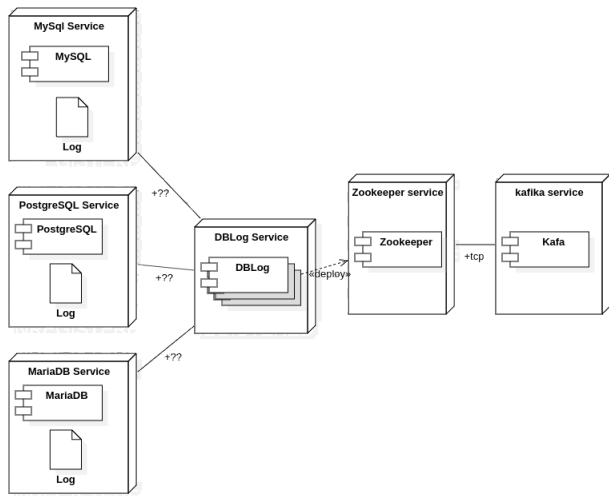 MySql Service
MySQL
Log
+??
PostgreSQL Service
PostgreSQL
Log
+??
MariaDB Service
MariaDB
Log
+??
DBLog Service
DBLog
«deploy»
Zookeeper service
Zookeeper
+tcp
kafika service
Kafa